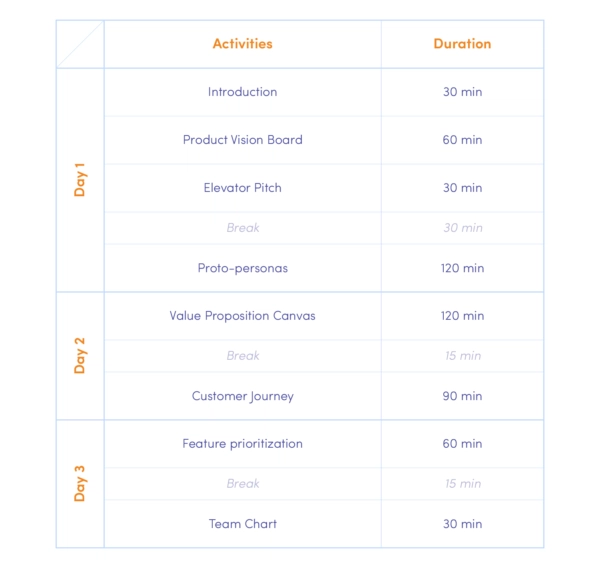 Activities Duration
Day 1
Introduction 30 min
Product Vision Board 60 min
Elevator Pitch 30 min
Break 30 min
Proto-personas 120 min
Day 2
Value Proposition Canvas 120 min
Break 15 min
Customer Journey 90 min
Day 3
Feature prioritization 60 min
Break 15 min
Team Chart 30 min